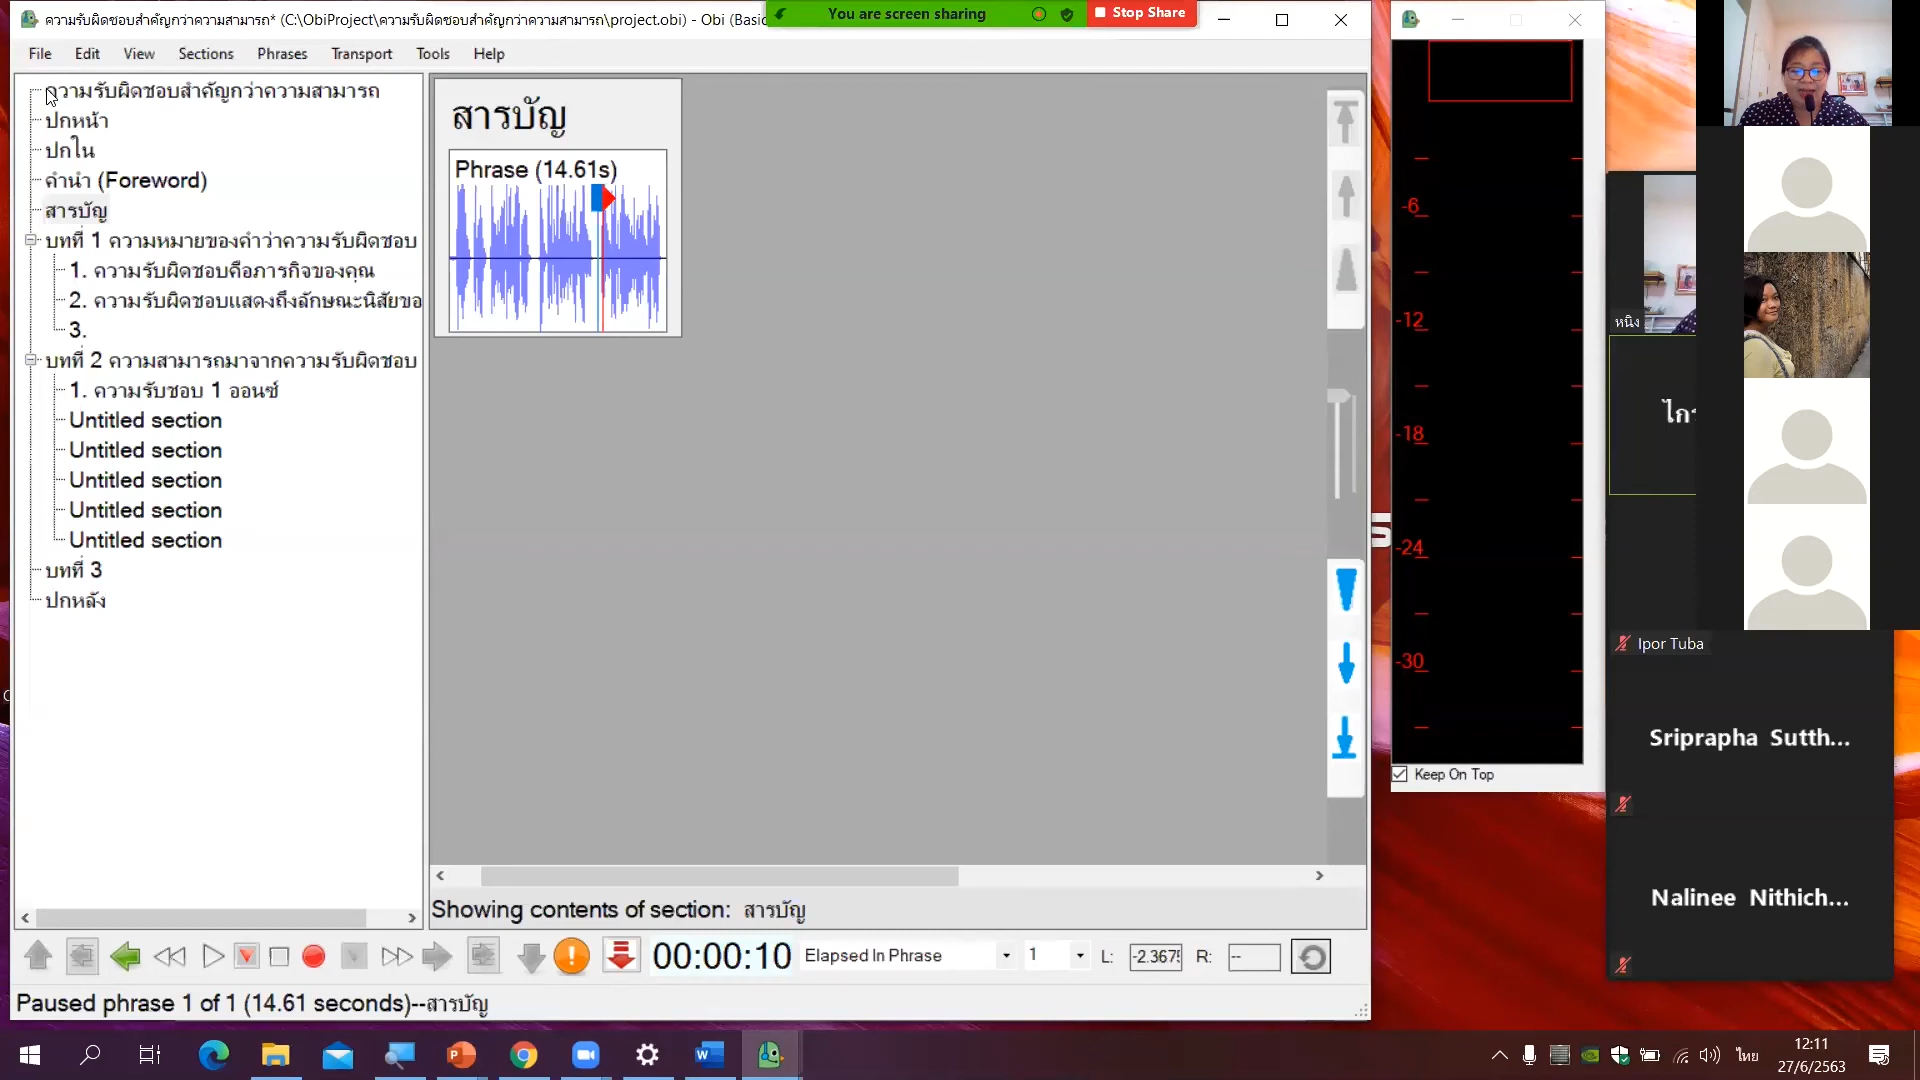 ความรับผิดชอบสำคัญกว่าความสามารถ* (C:\ObiProject\ความรับผิดชอบสำคัญกว่าความสามารถ\project.obi) - Obi (Basic
You are screen sharing
Stop Share
File Edit View Sections Phrases Transport Tools Help
ความรับผิดชอบสำคัญกว่าความสามารถ
ปกหน้า
ปกใน
คำนำ (Foreword)
สารบัญ
บทที่ 1 ความหมายของคำว่าความรับผิดชอบ
1. ความรับผิดชอบคือภารกิจของคุณ
2. ความรับผิดชอบแสดงถึงลักษณะนิสัยขอ
3.
บทที่ 2 ความสามารถมาจากความรับผิดชอบ
1. ความรับชอบ 1 ออนซ์
Untitled section
Untitled section
Untitled section
Untitled section
Untitled section
บทที่ 3
ปกหลัง
สารบัญ
Phrase (14.61s)
Showing contents of section: สารบัญ
00:00:10 Elapsed In Phrase 1 L: -2.367 R: --
Paused phrase 1 of 1 (14.61 seconds)--สารบัญ
-6
-12
-18
-24
-30
Keep On Top
หนิง
Ipor Tuba
Sriprapha Sutth...
Nalinee Nithich...
ไทย
12:11
27/6/2563